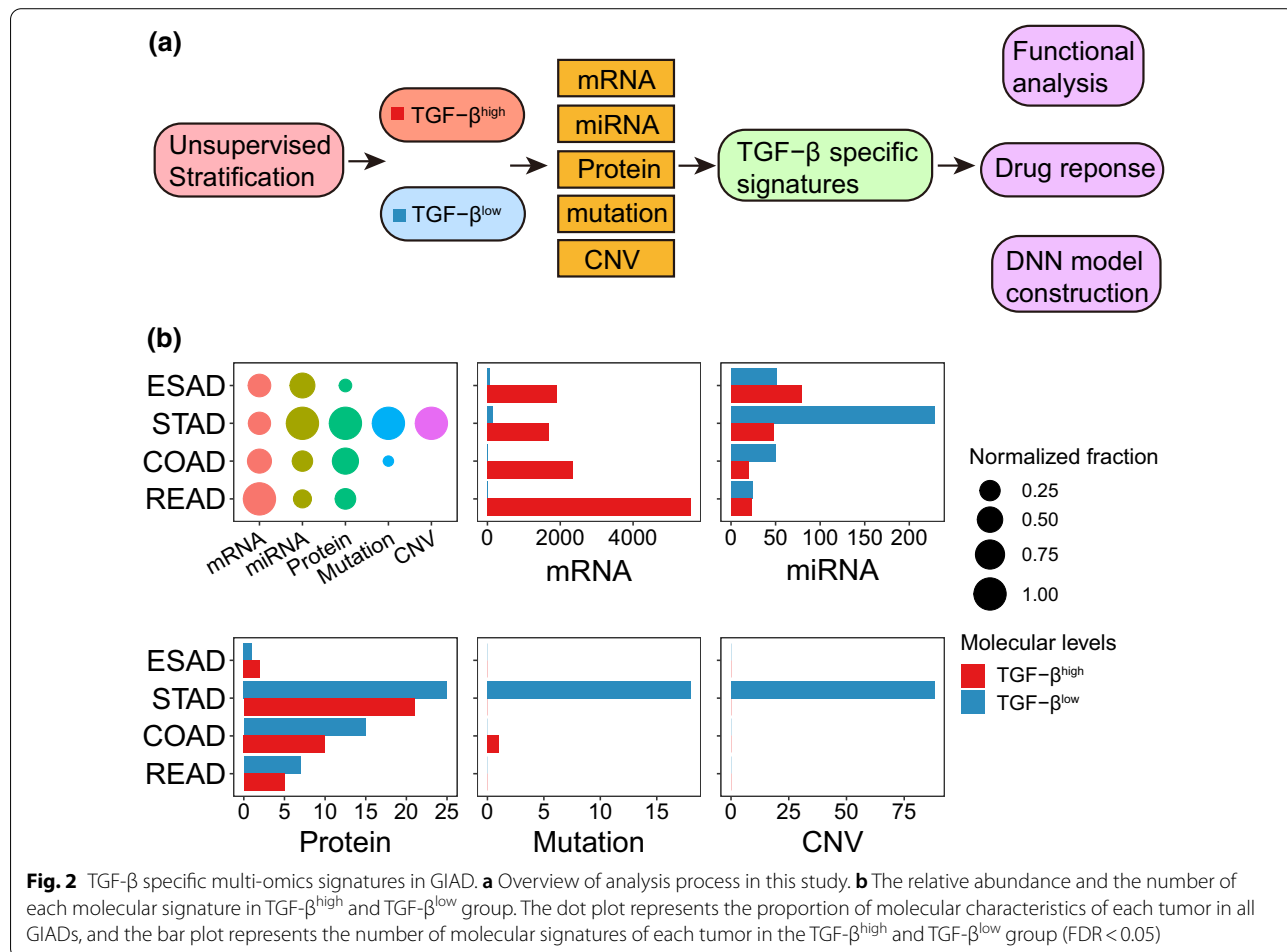 (a)
Unsupervised
Stratification
TGF−βhigh
TGF−βlow
mRNA
miRNA
Protein
mutation
CNV
TGF−β specific
signatures
Functional
analysis
Drug reponse
DNN model
construction
(b)
ESAD
STAD
COAD
READ
mRNA
miRNA
Protein
Mutation
CNV
0 2000 4000
mRNA
0 50 100 150 200
miRNA
Normalized fraction
0.25
0.50
0.75
1.00
Molecular levels
TGF−βhigh
TGF−βlow
ESAD
STAD
COAD
READ
0 5 10 15 20 25
Protein
0 5 10 15
Mutation
0 25 50 75
CNV
Fig. 2 TGF-β specific multi-omics signatures in GIAD. a Overview of analysis process in this study. b The relative abundance and the number of
each molecular signature in TGF-βhigh and TGF-βlow group. The dot plot represents the proportion of molecular characteristics of each tumor in all
GIADs, and the bar plot represents the number of molecular signatures of each tumor in the TGF-βhigh and TGF-βlow group (FDR < 0.05)